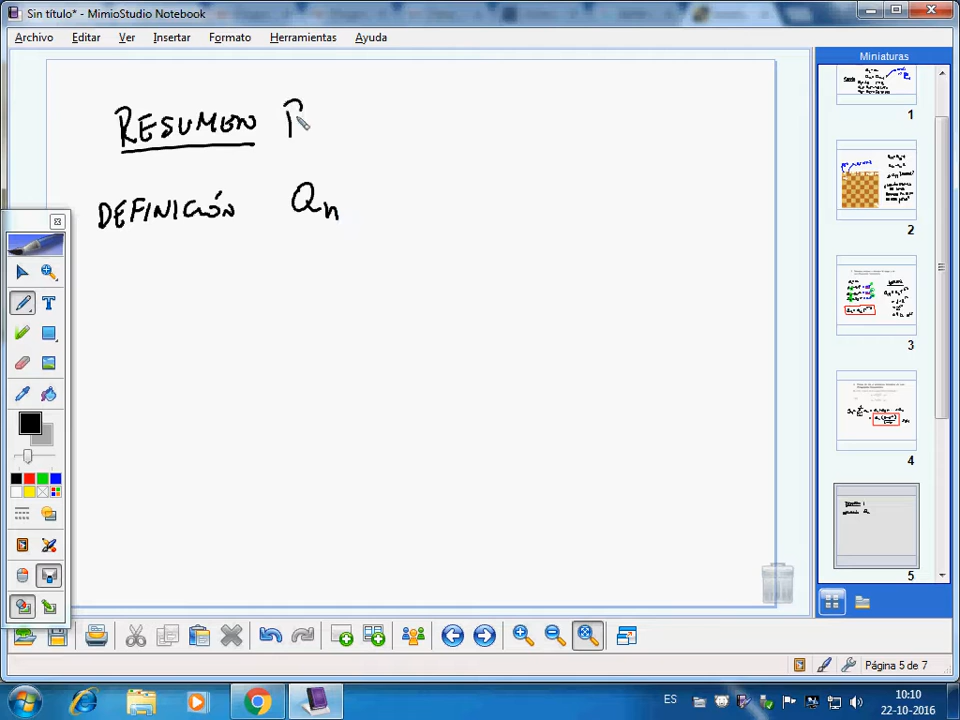 Sin título* - MimioStudio Notebook
Archivo Editar Ver Insertar Formato Herramientas Ayuda
Miniaturas
RESUMEN
DEFINICIÓN Qn
1
2
3
4
5
Página 5 de 7
ES
10:10
22-10-2016